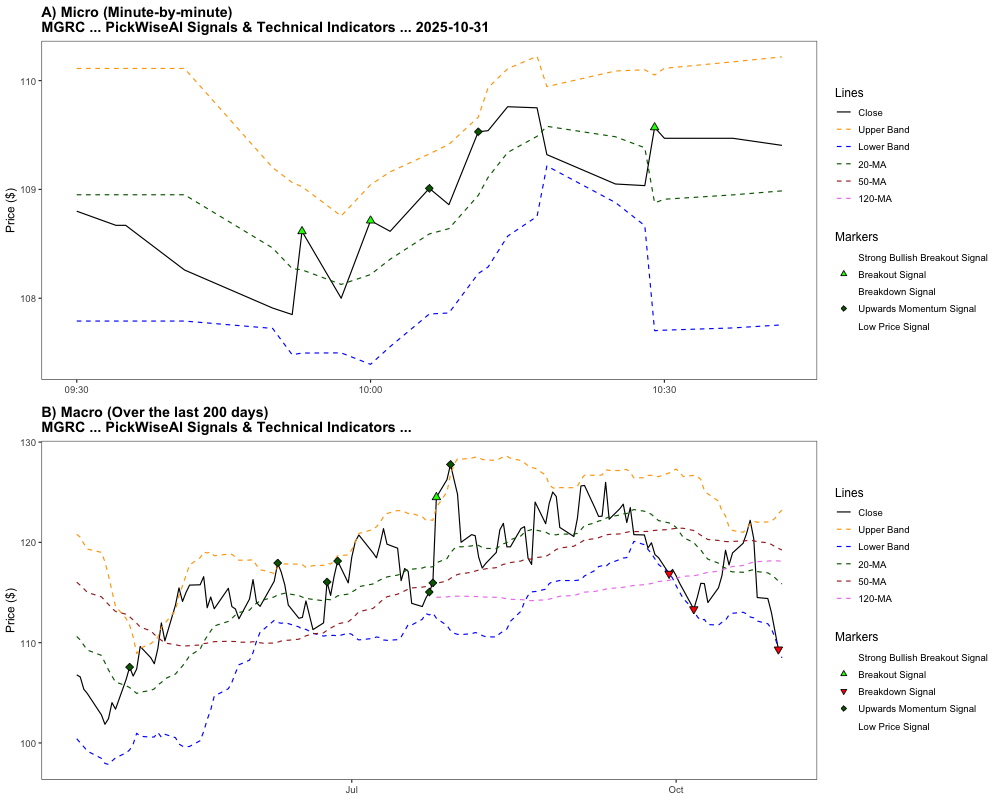 A) Micro (Minute-by-minute)
MGRC ... PickWiseAI Signals & Technical Indicators ... 2025-10-31
Price ($)
110
109
108
09:30
10:00
10:30
Lines
Close
Upper Band
Lower Band
20-MA
50-MA
120-MA
Markers
Strong Bullish Breakout Signal
Breakout Signal
Breakdown Signal
Upwards Momentum Signal
Low Price Signal
B) Macro (Over the last 200 days)
MGRC ... PickWiseAI Signals & Technical Indicators ...
Price ($)
130
120
110
100
Jul
Oct
Lines
Close
Upper Band
Lower Band
20-MA
50-MA
120-MA
Markers
Strong Bullish Breakout Signal
Breakout Signal
Breakdown Signal
Upwards Momentum Signal
Low Price Signal